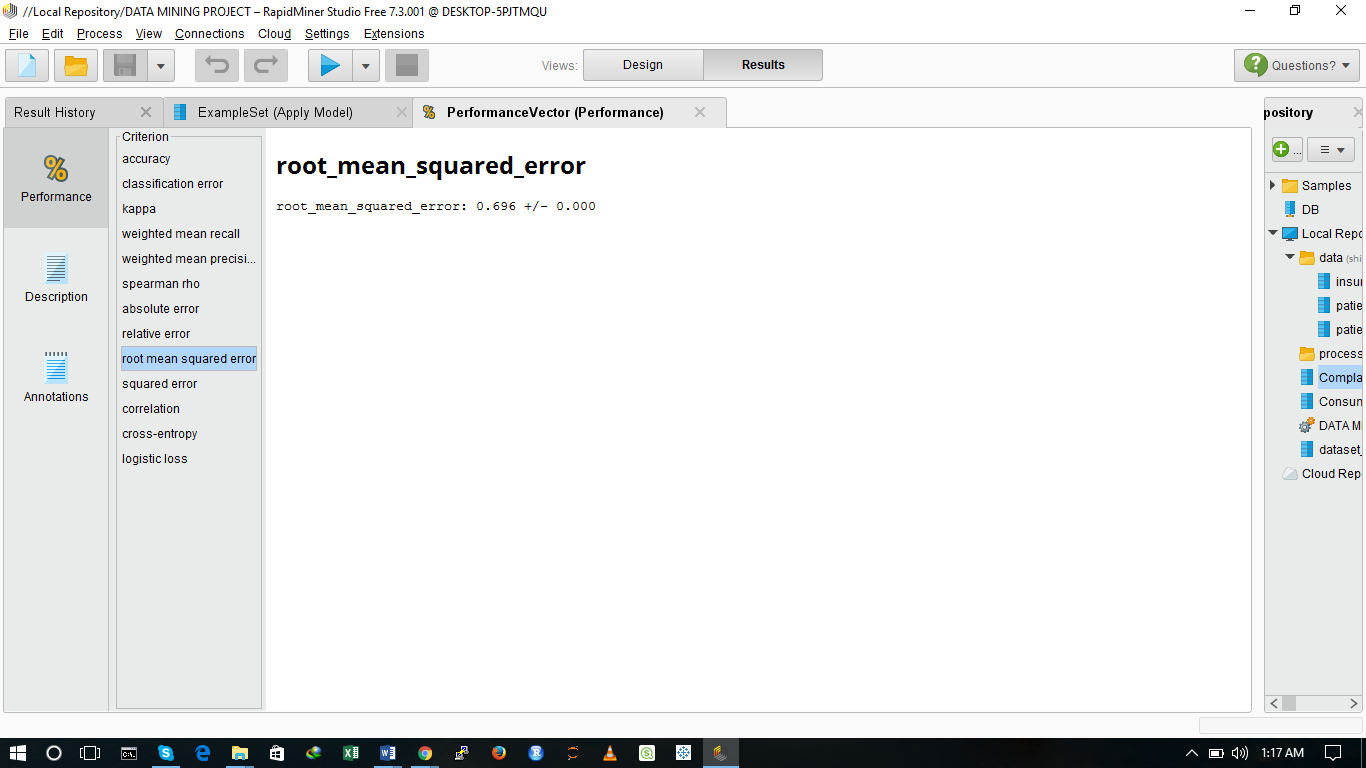 //Local Repository/DATA MINING PROJECT – RapidMiner Studio Free 7.3.001 @ DESKTOP-5PJTMQU
File Edit Process View Connections Cloud Settings Extensions
Views: Design Results
Questions?
Result History
ExampleSet (Apply Model)
PerformanceVector (Performance)
pository
Performance
Description
Annotations
Criterion
accuracy
classification error
kappa
weighted mean recall
weighted mean precisi...
spearman rho
absolute error
relative error
root mean squared error
squared error
correlation
cross-entropy
logistic loss
root_mean_squared_error
root_mean_squared_error: 0.696 +/- 0.000
...
Samples
DB
Local Repo
data (shi
insur
patie
patie
process
Compla
Consun
DATA M
dataset_
Cloud Rep
1:17 AM